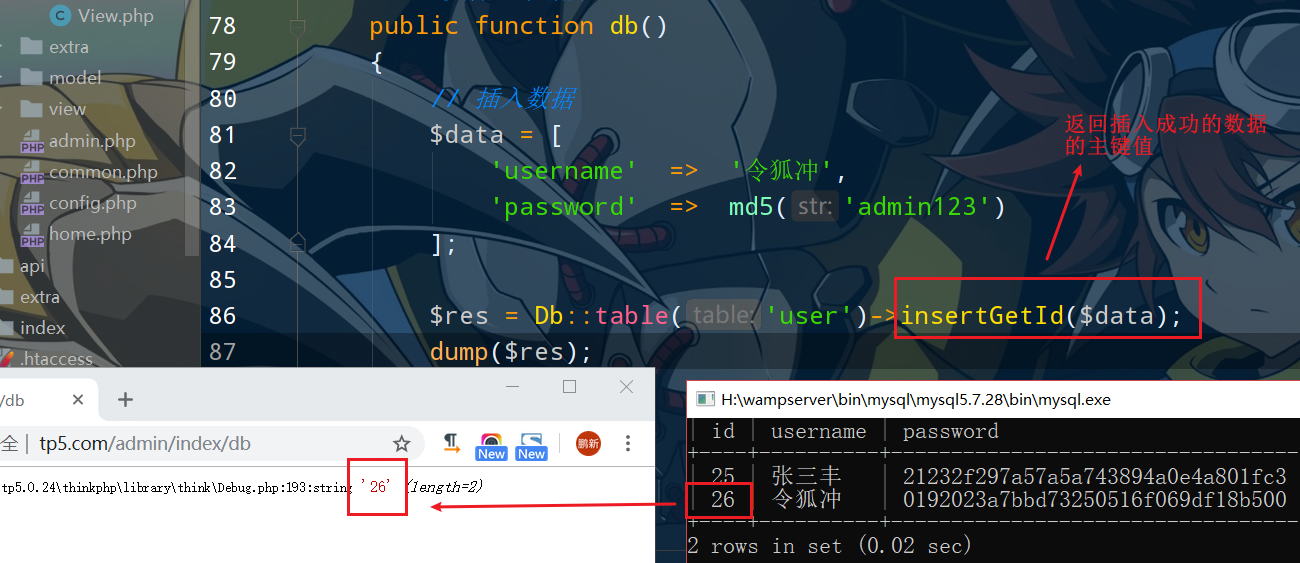 View.php
extra
model
view
admin.php
common.php
config.php
home.php
api
extra
index
.htaccess
78 public function db()
79 {
80 // 插入数据
81 $data = [
82 'username' => '令狐冲',
83 'password' => md5( str: 'admin123')
84 ];
85
86 $res = Db::table( table: 'user')->insertGetId($data);
87 dump($res);
返回插入成功的数据
的主键值
/db
全 | tp5.com/admin/index/db
New
New
鹏新
tp5.0.24\thinkphp\library\think\Debug.php:193:string '26' (length=2)
H:\wampserver\bin\mysql\mysql5.7.28\bin\mysql.exe
| id | username | password
+----+----------+
| 25 | 张三丰 | 21232f297a57a5a743894a0e4a801fc3
| 26 | 令狐冲 | 0192023a7bbd73250516f069df18b500
+----+----------+
2 rows in set (0.02 sec)